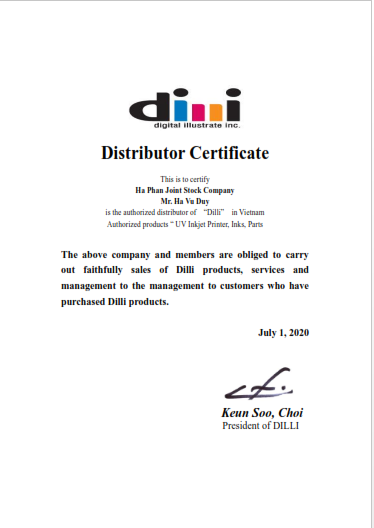 dilli
digital illustrate inc.
Distributor Certificate
This is to certify
Ha Phan Joint Stock Company
Mr. Ha Vu Duy
is the authorized distributor of “Dilli” in Vietnam
Authorized products “ UV Inkjet Printer, Inks, Parts
The above company and members are obliged to carry
out faithfully sales of Dilli products, services and
management to the management to customers who have
purchased Dilli products.
July 1, 2020
Keun Soo, Choi
President of DILLI